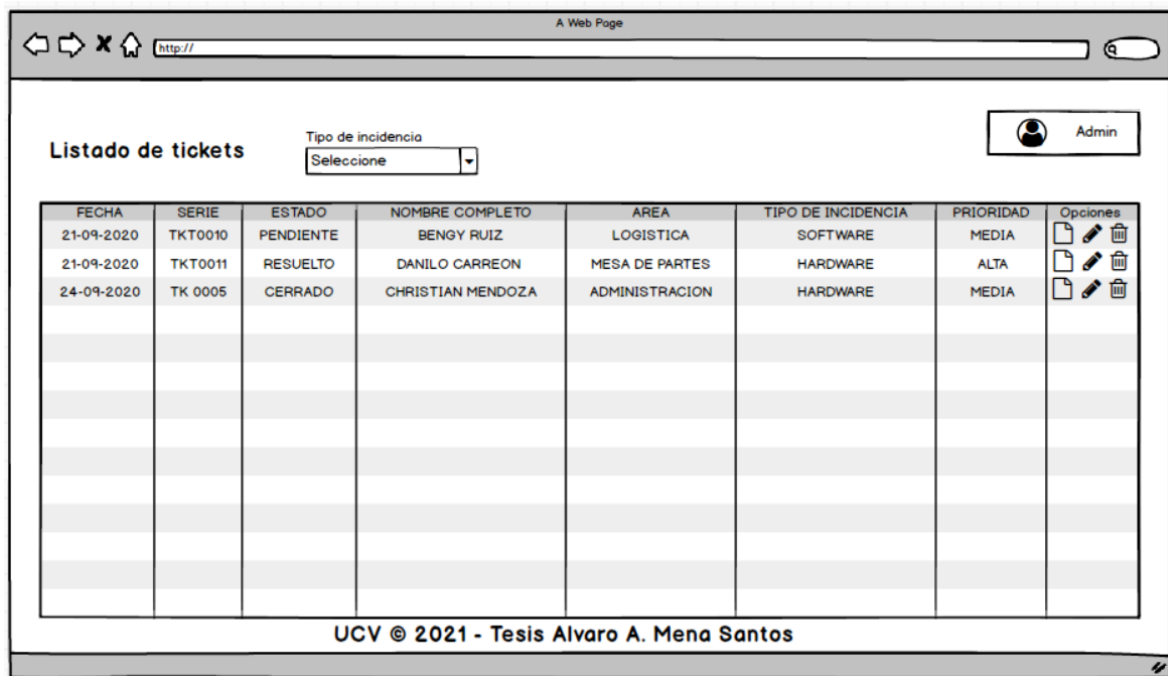 A Web Page
http://
Listado de tickets
Tipo de incidencia
Seleccione
Admin
FECHA SERIE ESTADO NOMBRE COMPLETO AREA TIPO DE INCIDENCIA PRIORIDAD Opciones
21-09-2020 TKT0010 PENDIENTE BENGY RUIZ LOGISTICA SOFTWARE MEDIA
21-09-2020 TKT0011 RESUELTO DANILO CARREON MESA DE PARTES HARDWARE ALTA
24-09-2020 TK 0005 CERRADO CHRISTIAN MENDOZA ADMINISTRACION HARDWARE MEDIA
UCV © 2021 - Tesis Alvaro A. Mena Santos